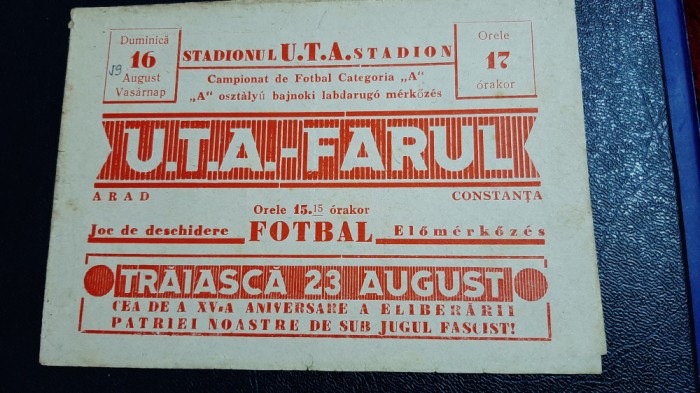 Duminică
16
59
August
Vasárnap
STADIONUL U.T.A. STADION
Campionat de Fotbal Categoria „A"
„A" osztályú bajnoki labdarugó mérkőzés
Orele
17
órakor
U.T.A.-FARUL
ARAD
CONSTANȚA
Orele 15.15 órakor
Joc de deschidere FOTBAL Előmérkőzés
TRĂIASCĂ 23 AUGUST
CEA DE A XV-a ANIVERSARE A ELIBERĂRII
PATRIEI NOASTRE DE SUB JUGUL FASCIST!